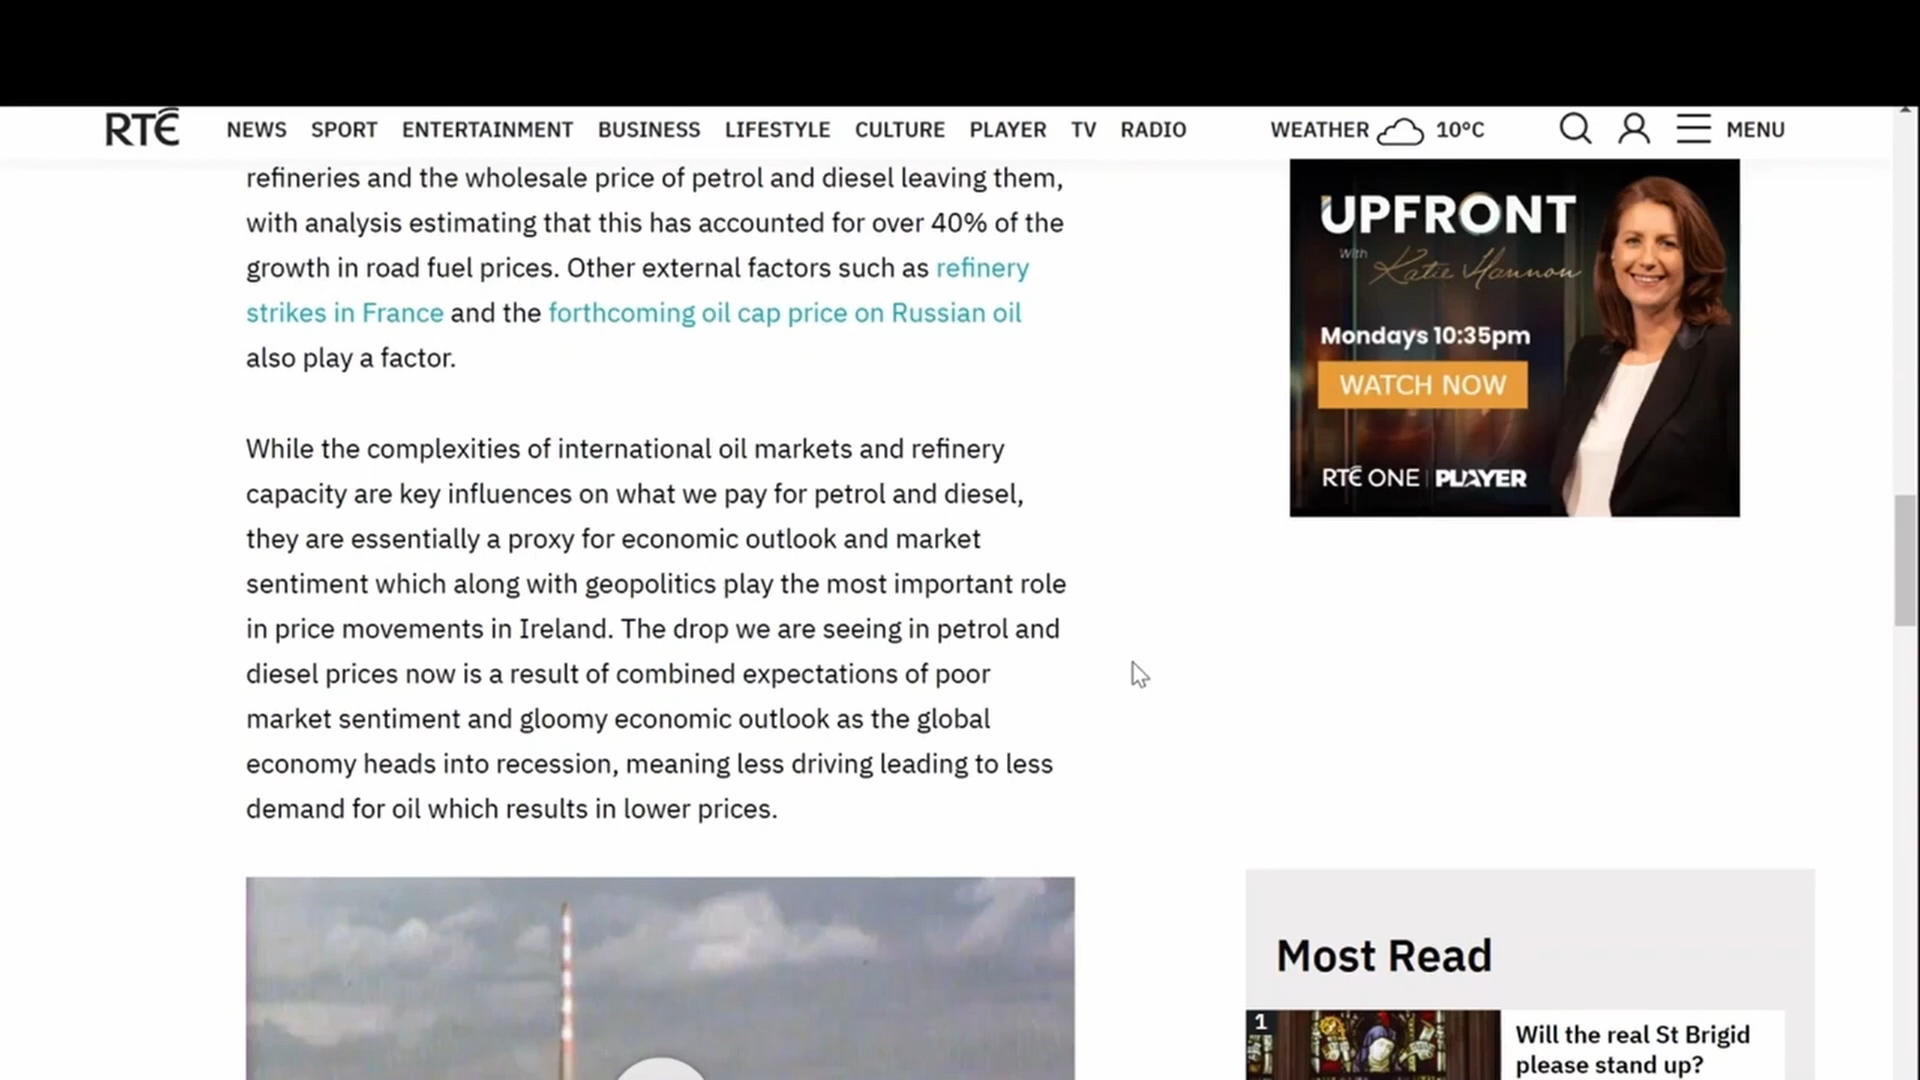 RTÉ NEWS SPORT ENTERTAINMENT BUSINESS LIFESTYLE CULTURE PLAYER TV RADIO WEATHER 10°C MENU
refineries and the wholesale price of petrol and diesel leaving them,
with analysis estimating that this has accounted for over 40% of the
growth in road fuel prices. Other external factors such as refinery
strikes in France and the forthcoming oil cap price on Russian oil
also play a factor.
While the complexities of international oil markets and refinery
capacity are key influences on what we pay for petrol and diesel,
they are essentially a proxy for economic outlook and market
sentiment which along with geopolitics play the most important role
in price movements in Ireland. The drop we are seeing in petrol and
diesel prices now is a result of combined expectations of poor
market sentiment and gloomy economic outlook as the global
economy heads into recession, meaning less driving leading to less
demand for oil which results in lower prices.
UPFRONT
With Katie Hannon
Mondays 10:35pm
WATCH NOW
RTÉ ONE | PLAYER
Most Read
1
Will the real St Brigid
please stand up?